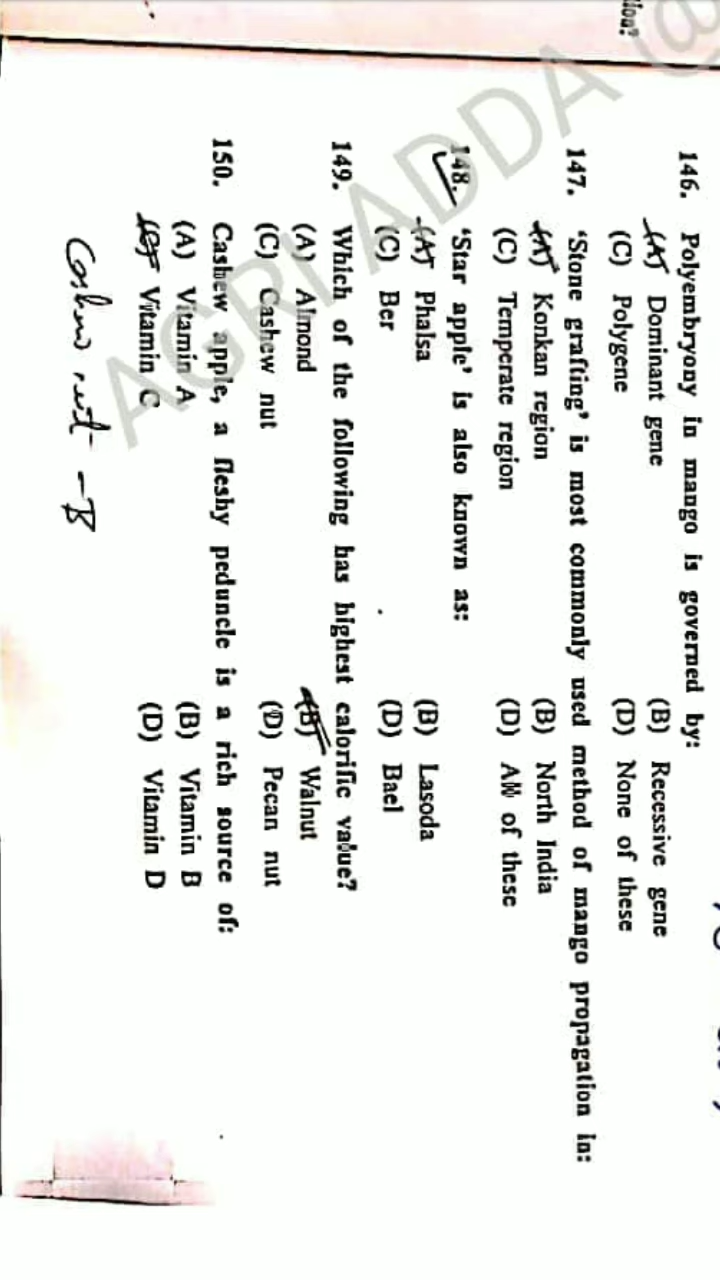 tion?
AGRI ADDA @
146. Polyembryony in mango is governed by:
(A) Dominant gene (B) Recessive gene
(C) Polygene (D) None of these
147. ‘Stone grafting’ is most commonly used method of mango propagation in:
(A) Konkan region (B) North India
(C) Temperate region (D) All of these
148. ‘Star apple’ is also known as:
(A) Phalsa (B) Lasoda
(C) Ber (D) Bael
149. Which of the following has highest calorific value?
(A) Almond (B) Walnut
(C) Cashew nut (D) Pecan nut
150. Cashew apple, a fleshy peduncle is a rich source of:
(A) Vitamin A (B) Vitamin B
(C) Vitamin C (D) Vitamin D
Cashew nut - B